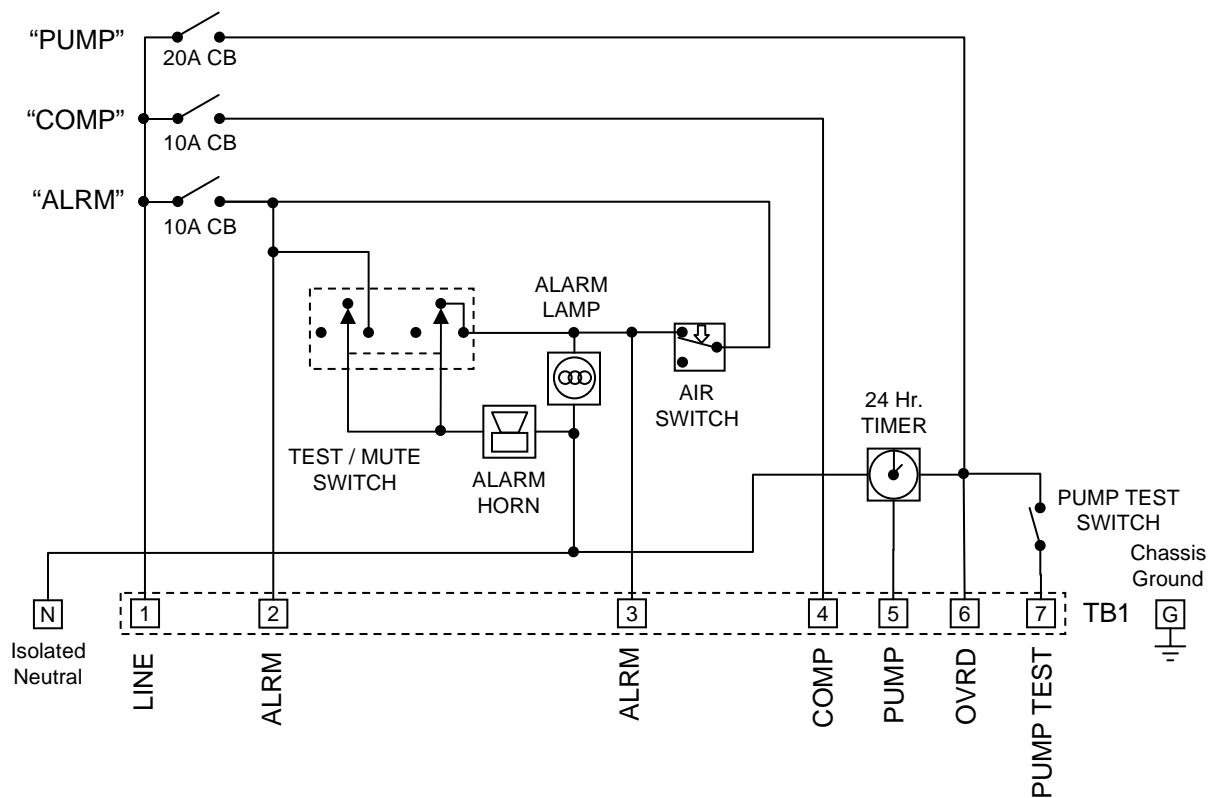 “PUMP”
20A CB
“COMP”
10A CB
“ALRM”
10A CB
ALARM
LAMP
AIR
SWITCH
24 Hr.
TIMER
TEST / MUTE
SWITCH
ALARM
HORN
PUMP TEST
SWITCH
Chassis
Ground
N
1
2
3
4
5
6
7
TB1
G
Isolated
Neutral
LINE
ALRM
ALRM
COMP
PUMP
OVRD
PUMP TEST